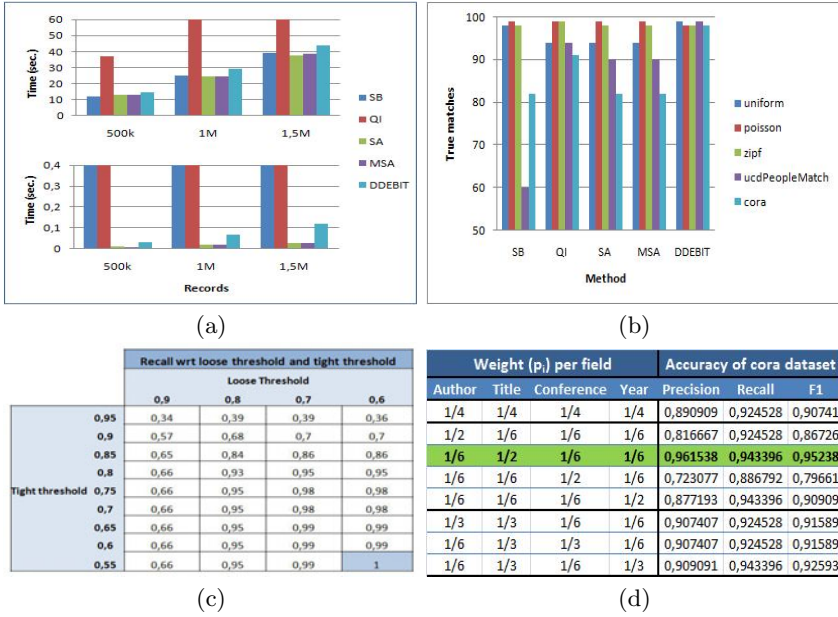 60
50
40
30
20
10
0
Time (sec.)
500k 1M 1,5M
0,4
0,3
0,2
0,1
0
Time (sec.)
500k 1M 1,5M
Records
SB
QI
SA
MSA
DDEBIT
(a)
100
90
80
70
60
50
True matches
SB QI SA MSA DDEBIT
Method
uniform
poisson
zipf
ucdPeopleMatch
cora
(b)
Recall wrt loose threshold and tight threshold
Loose Threshold
0,9 0,8 0,7 0,6
0,95 0,34 0,39 0,39 0,36
0,9 0,57 0,68 0,7 0,7
0,85 0,65 0,84 0,86 0,86
0,8 0,66 0,93 0,95 0,95
Tight threshold 0,75 0,66 0,95 0,98 0,98
0,7 0,66 0,95 0,98 0,98
0,65 0,66 0,95 0,99 0,99
0,6 0,66 0,95 0,99 0,99
0,55 0,66 0,95 0,99 1
(c)
Weight (pi) per field Accuracy of cora dataset
Author Title Conference Year Precision Recall F1
1/4 1/4 1/4 1/4 0,890909 0,924528 0,90741
1/2 1/6 1/6 1/6 0,816667 0,924528 0,86726
1/6 1/2 1/6 1/6 0,961538 0,943396 0,95238
1/6 1/6 1/2 1/6 0,723077 0,886792 0,79661
1/6 1/6 1/6 1/2 0,877193 0,943396 0,90909
1/3 1/3 1/6 1/6 0,907407 0,924528 0,91589
1/6 1/3 1/3 1/6 0,907407 0,924528 0,91589
1/6 1/3 1/6 1/3 0,909091 0,943396 0,92593
(d)